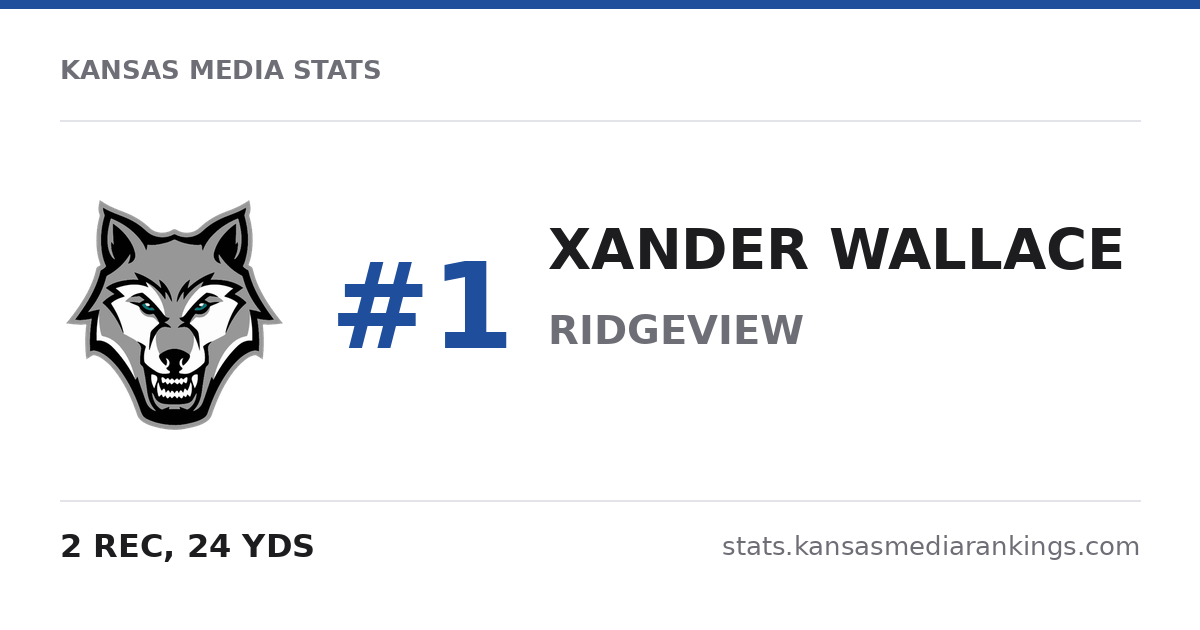 KANSAS MEDIA STATS
#1
XANDER WALLACE
RIDGEVIEW
2 REC, 24 YDS
stats.kansasmediarankings.com